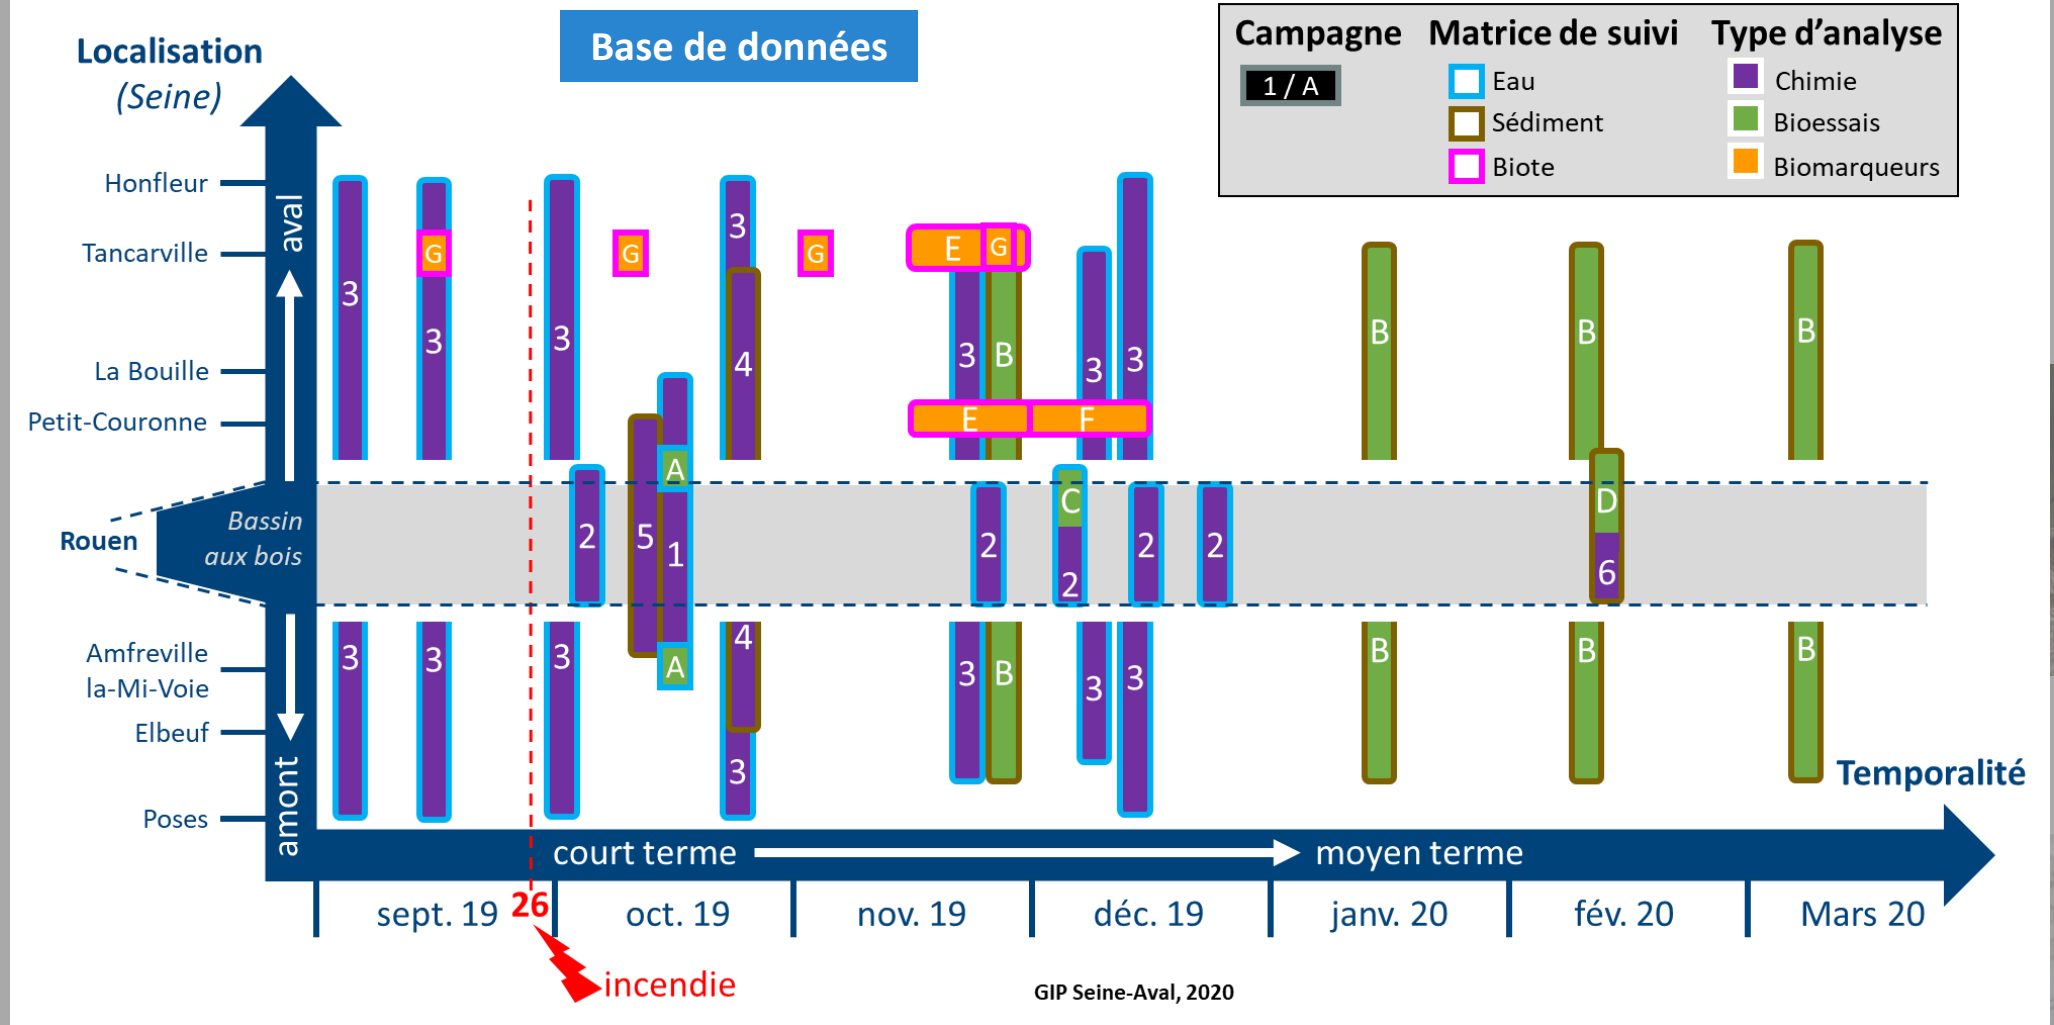 Base de données
Campagne
Matrice de suivi
Type d'analyse
1 / A
Eau
Sédiment
Biote
Chimie
Bioessais
Biomarqueurs
Localisation
(Seine)
Honfleur
Tancarville
La Bouille
Petit-Couronne
Rouen
Amfreville
la-Mi-Voie
Elbeuf
Poses
aval
Bassin
aux bois
amont
3
G
3
3
G
3
4
G
E
G
3
B
3
3
B
B
B
E
F
A
2
5
1
2
C
2
2
2
D
6
3
3
3
A
4
3
3
B
3
3
B
B
B
Temporalité
court terme
moyen terme
sept. 19
26
oct. 19
nov. 19
déc. 19
janv. 20
fév. 20
Mars 20
incendie
GIP Seine-Aval, 2020